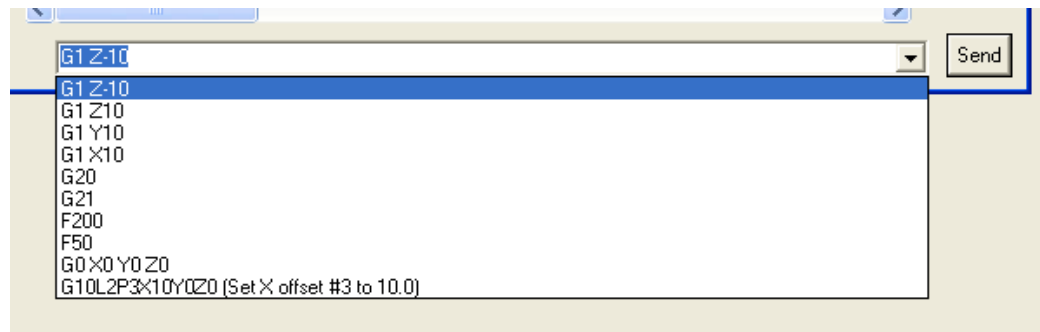 G1 Z-10
Send
G1 Z-10
G1 Z10
G1 Y10
G1 X10
G20
G21
F200
F50
G0 X0 Y0 Z0
G10L2P3X10Y0Z0 (Set X offset #3 to 10.0)